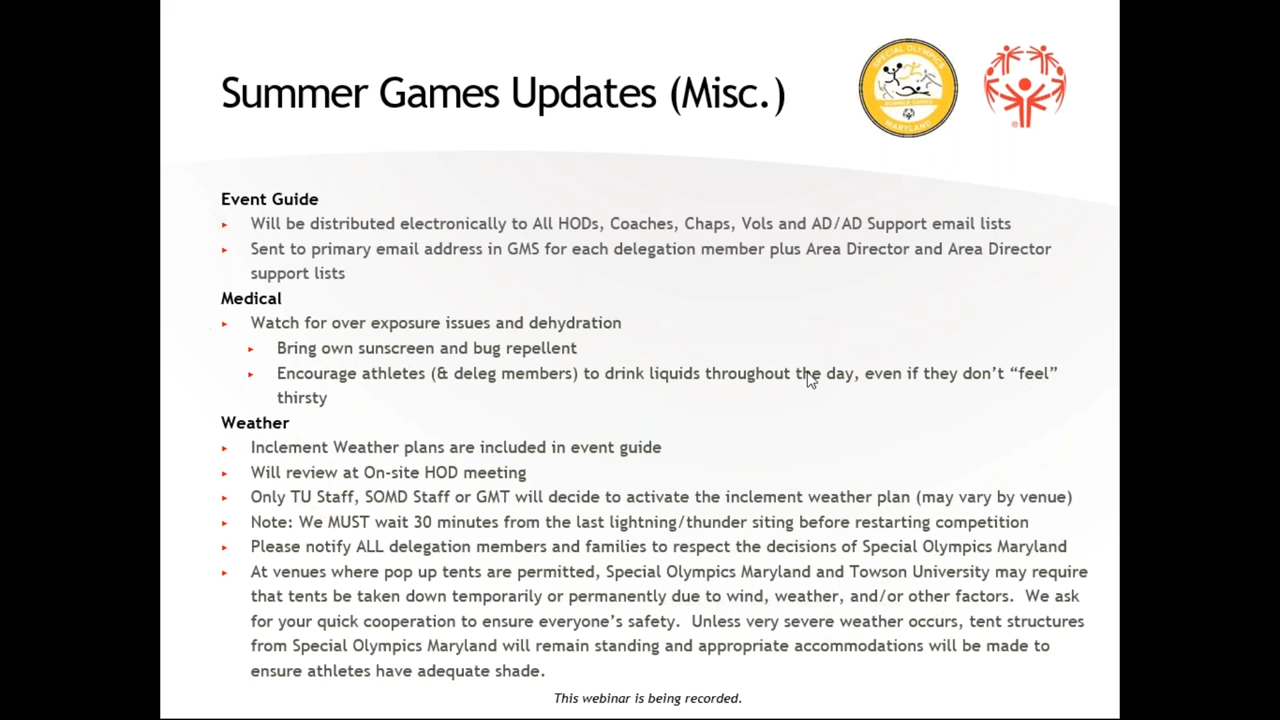 Summer Games Updates (Misc.)
SPECIAL OLYMPICS
SUMMER GAMES
MARYLAND
Event Guide
Will be distributed electronically to All HODs, Coaches, Chaps, Vols and AD/AD Support email lists
Sent to primary email address in GMS for each delegation member plus Area Director and Area Director
support lists
Medical
Watch for over exposure issues and dehydration
Bring own sunscreen and bug repellent
Encourage athletes (& deleg members) to drink liquids throughout the day, even if they don’t “feel”
thirsty
Weather
Inclement Weather plans are included in event guide
Will review at On-site HOD meeting
Only TU Staff, SOMD Staff or GMT will decide to activate the inclement weather plan (may vary by venue)
Note: We MUST wait 30 minutes from the last lightning/thunder siting before restarting competition
Please notify ALL delegation members and families to respect the decisions of Special Olympics Maryland
At venues where pop up tents are permitted, Special Olympics Maryland and Towson University may require
that tents be taken down temporarily or permanently due to wind, weather, and/or other factors.  We ask
for your quick cooperation to ensure everyone’s safety.  Unless very severe weather occurs, tent structures
from Special Olympics Maryland will remain standing and appropriate accommodations will be made to
ensure athletes have adequate shade.
This webinar is being recorded.